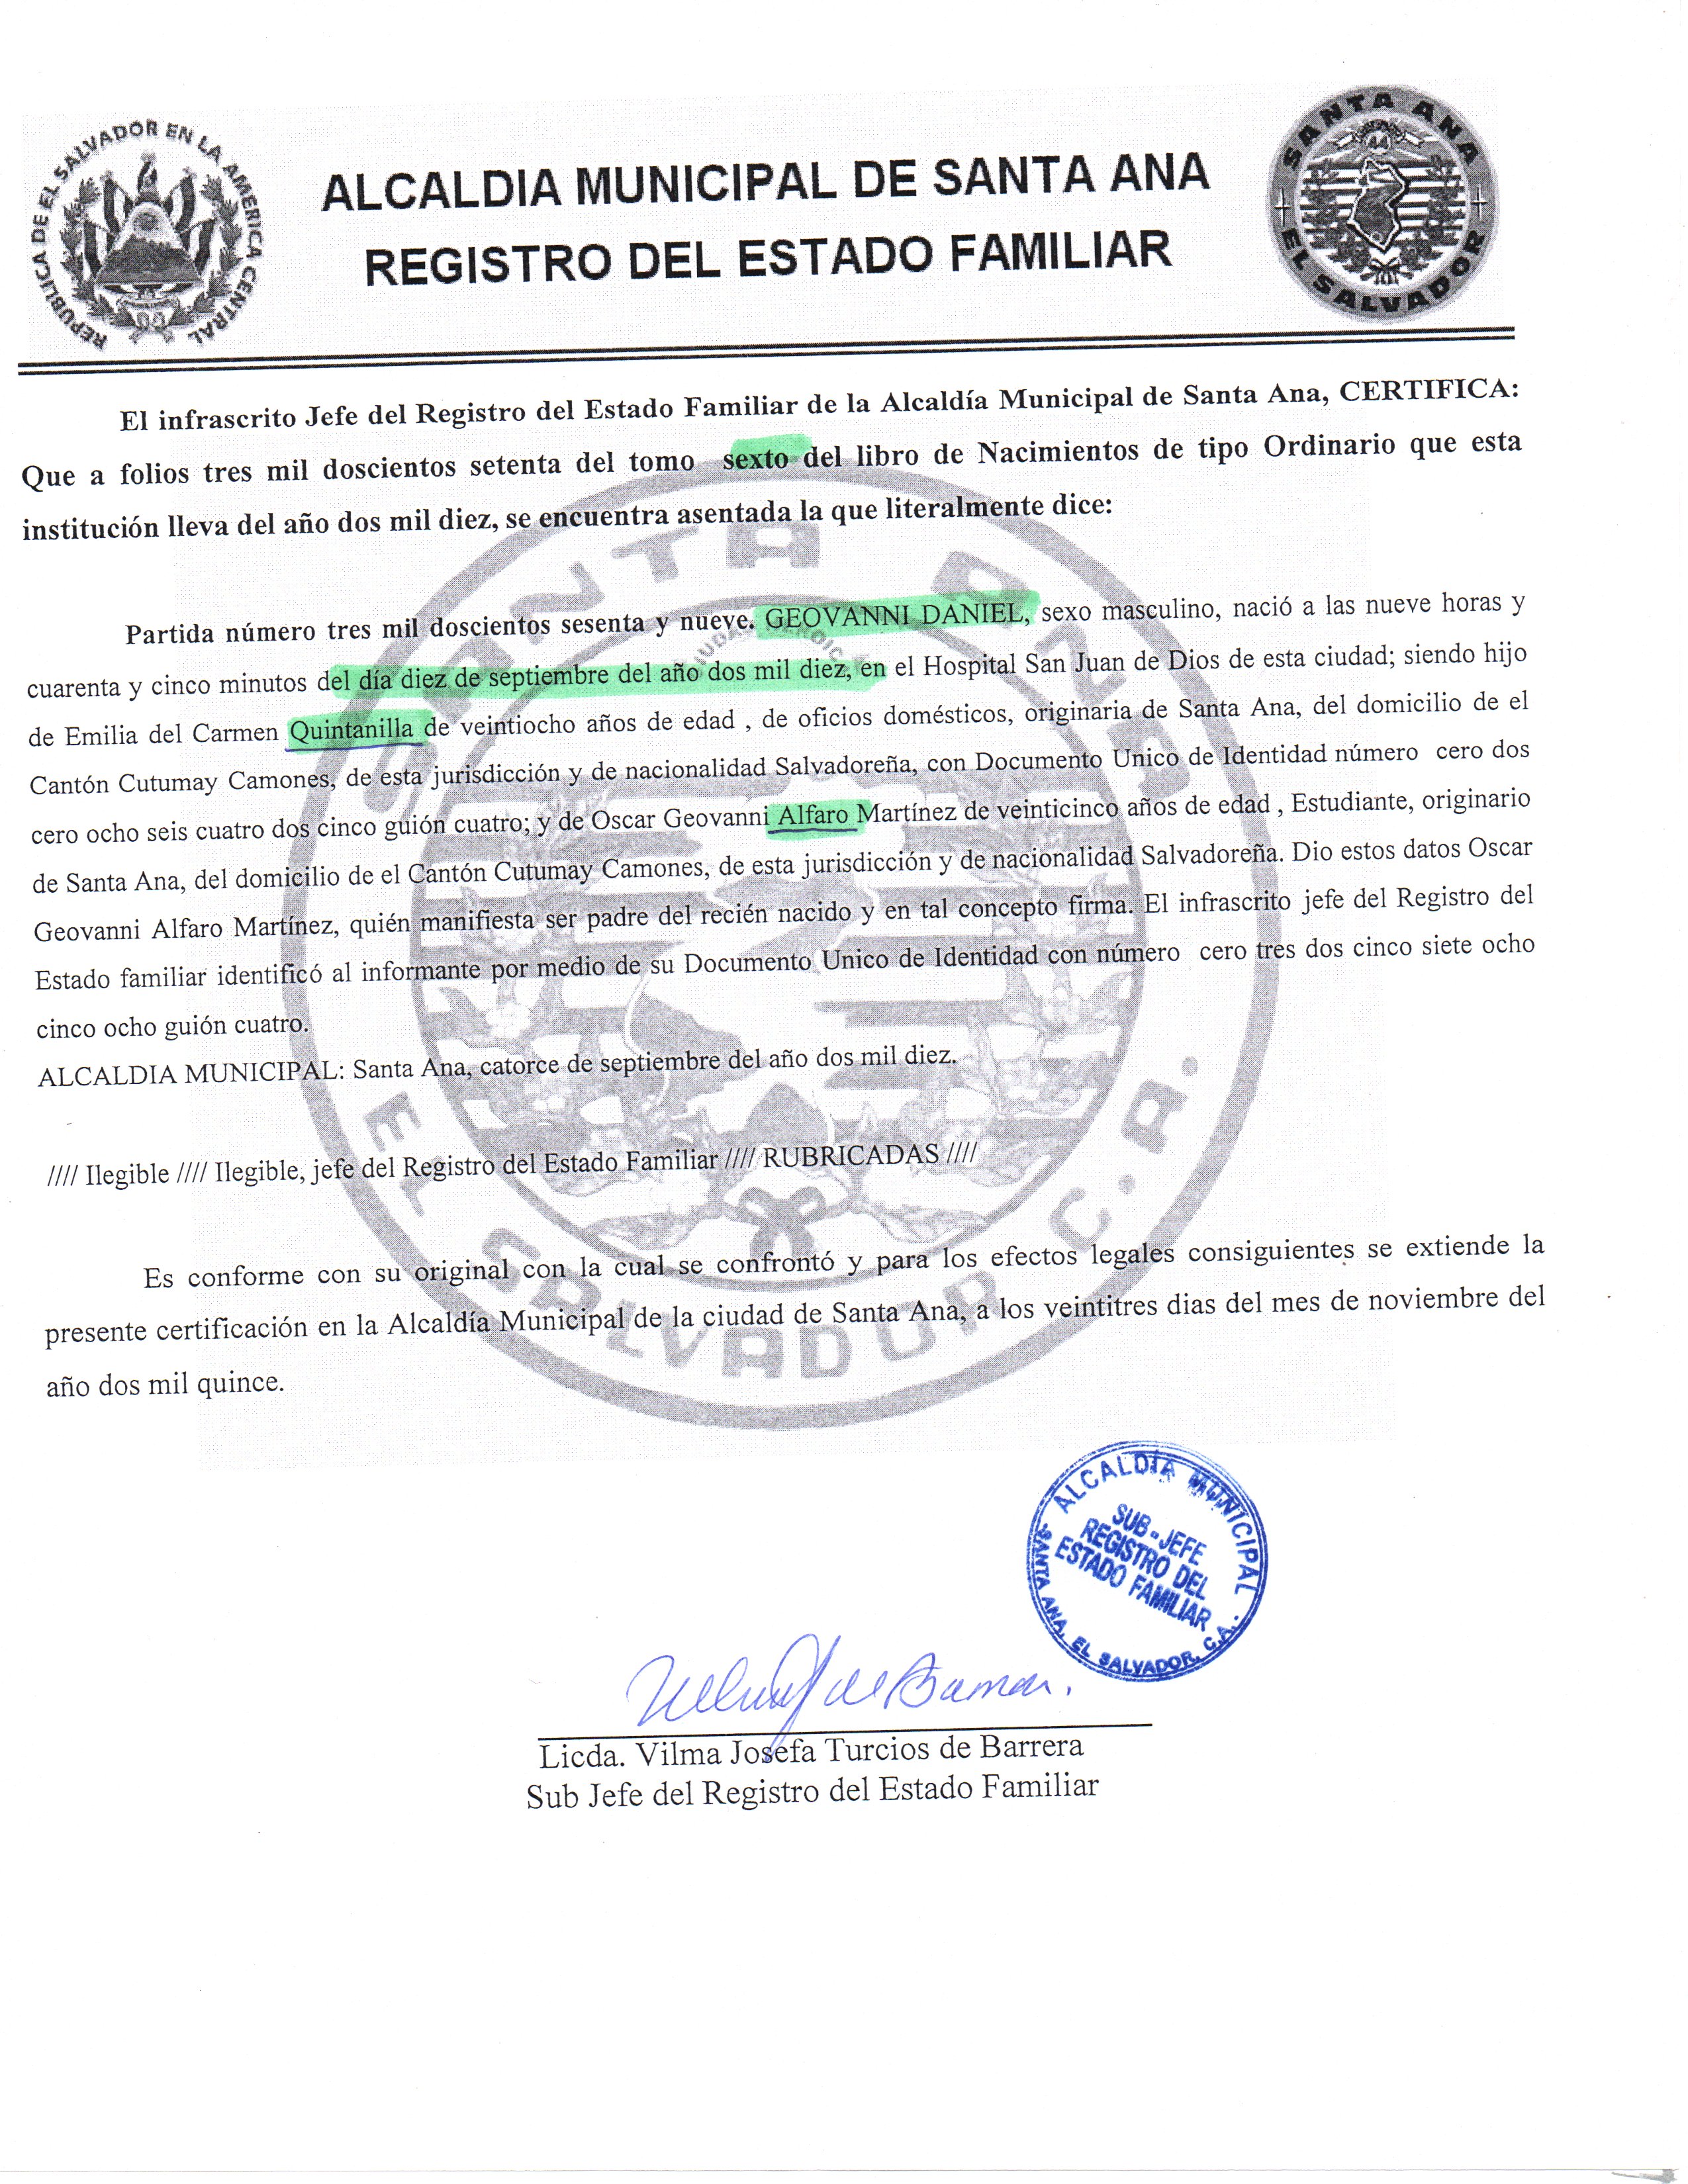 REPUBLICA DE EL SALVADOR EN LA AMERICA CENTRAL
ALCALDIA MUNICIPAL DE SANTA ANA
REGISTRO DEL ESTADO FAMILIAR
SANTA ANA
44
EL SALVADOR
El infrascrito Jefe del Registro del Estado Familiar de la Alcaldía Municipal de Santa Ana, CERTIFICA:
Que a folios tres mil doscientos setenta del tomo sexto del libro de Nacimientos de tipo Ordinario que esta
institución lleva del año dos mil diez, se encuentra asentada la que literalmente dice:
Partida número tres mil doscientos sesenta y nueve. GEOVANNI DANIEL, sexo masculino, nació a las nueve horas y
cuarenta y cinco minutos del día diez de septiembre del año dos mil diez, en el Hospital San Juan de Dios de esta ciudad; siendo hijo
de Emilia del Carmen Quintanilla de veintiocho años de edad , de oficios domésticos, originaria de Santa Ana, del domicilio de el
Cantón Cutumay Camones, de esta jurisdicción y de nacionalidad Salvadoreña, con Documento Unico de Identidad número cero dos
cero ocho seis cuatro dos cinco guión cuatro; y de Oscar Geovanni Alfaro Martínez de veinticinco años de edad , Estudiante, originario
de Santa Ana, del domicilio de el Cantón Cutumay Camones, de esta jurisdicción y de nacionalidad Salvadoreña. Dio estos datos Oscar
Geovanni Alfaro Martínez, quién manifiesta ser padre del recién nacido y en tal concepto firma. El infrascrito jefe del Registro del
Estado familiar identificó al informante por medio de su Documento Unico de Identidad con número cero tres dos cinco siete ocho
cinco ocho guión cuatro.
ALCALDIA MUNICIPAL: Santa Ana, catorce de septiembre del año dos mil diez.
//// Ilegible //// Ilegible, jefe del Registro del Estado Familiar //// RUBRICADAS ////
Es conforme con su original con la cual se confrontó y para los efectos legales consiguientes se extiende la
presente certificación en la Alcaldía Municipal de la ciudad de Santa Ana, a los veintitres dias del mes de noviembre del
año dos mil quince.
SANTA ANA
EL SALVADOR C.A.
ALCALDÍA MUNICIPAL
SUB-JEFE
REGISTRO DEL
ESTADO FAMILIAR
SANTA ANA, EL SALVADOR, C.A.
Licda. Vilma Josefa Turcios de Barrera
Sub Jefe del Registro del Estado Familiar